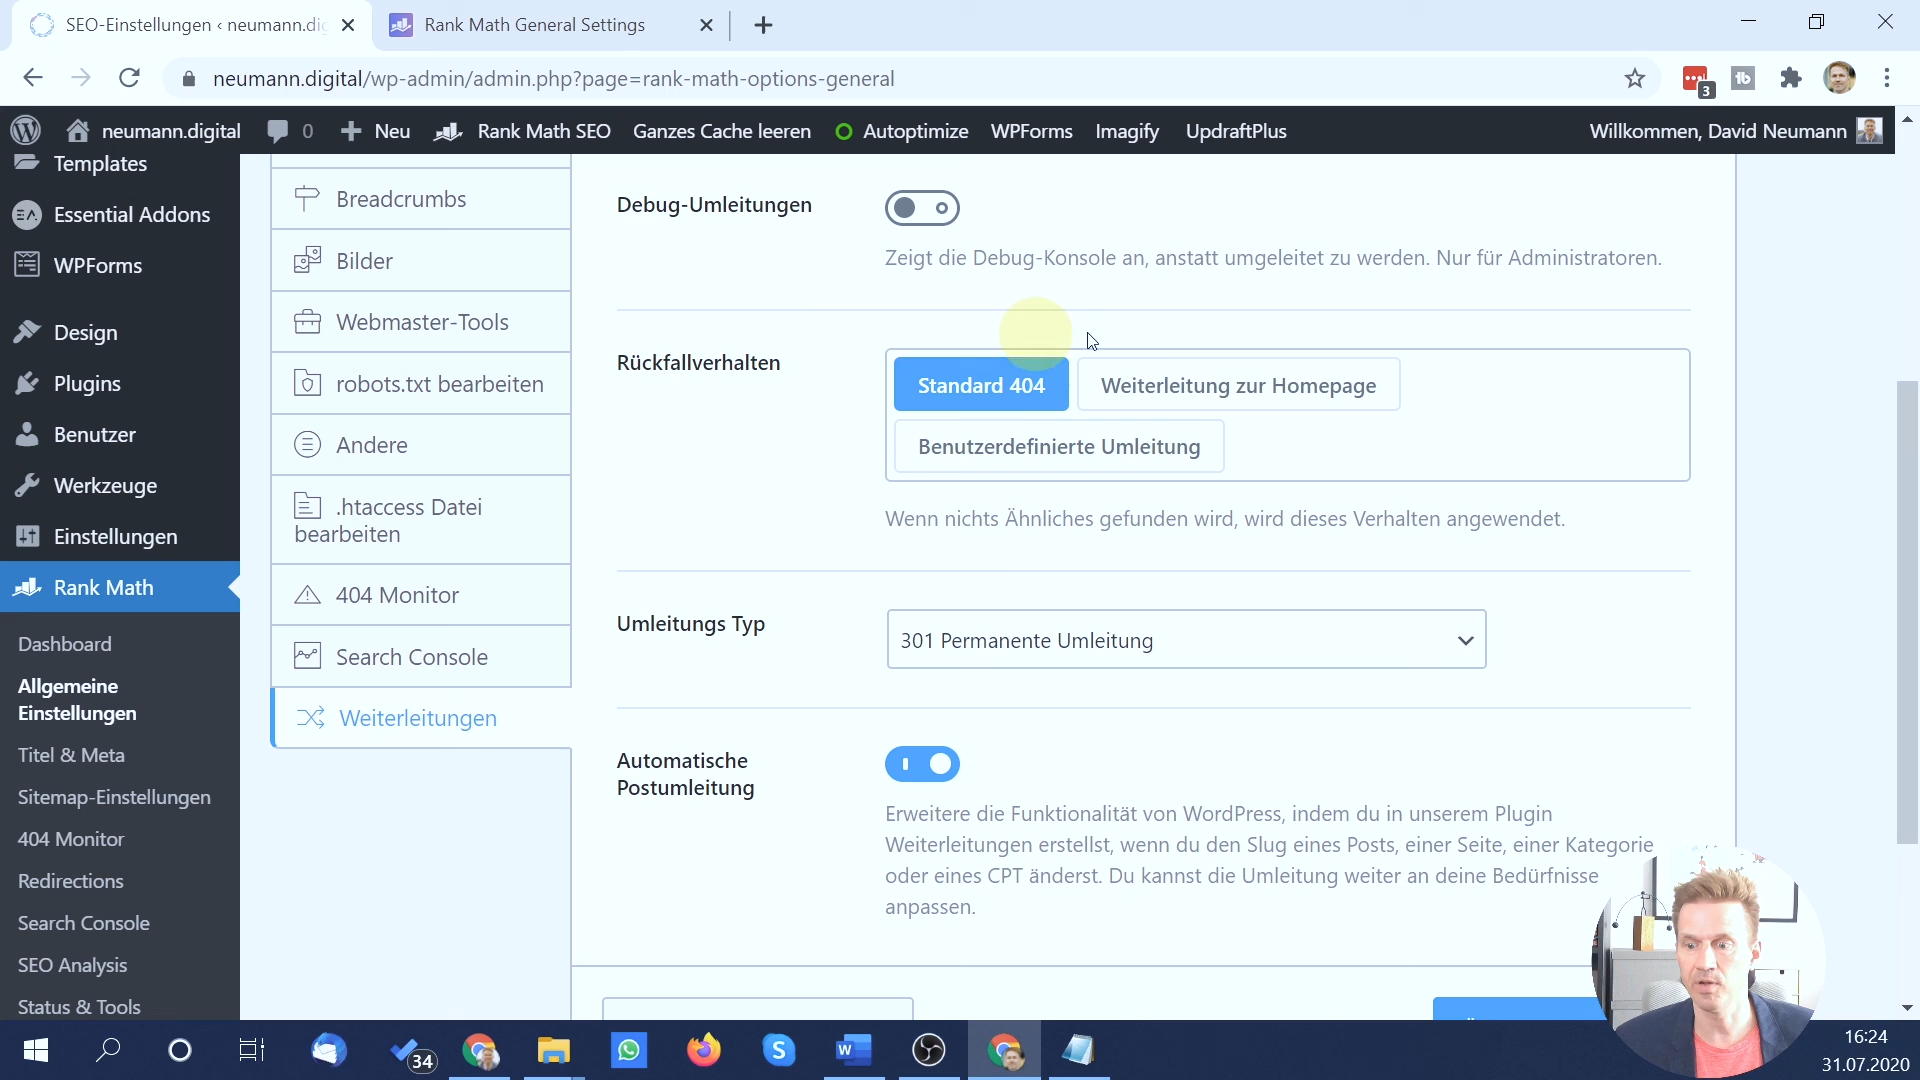 SEO-Einstellungen ‹ neumann.dig
Rank Math General Settings
neumann.digital/wp-admin/admin.php?page=rank-math-options-general
3
neumann.digital
0
Neu
Rank Math SEO
Ganzes Cache leeren
Autoptimize
WPForms
Imagify
UpdraftPlus
Willkommen, David Neumann
Templates
Essential Addons
WPForms
Design
Plugins
Benutzer
Werkzeuge
Einstellungen
Rank Math
Dashboard
Allgemeine
Einstellungen
Titel & Meta
Sitemap-Einstellungen
404 Monitor
Redirections
Search Console
SEO Analysis
Status & Tools
Breadcrumbs
Bilder
Webmaster-Tools
robots.txt bearbeiten
Andere
.htaccess Datei
bearbeiten
404 Monitor
Search Console
Weiterleitungen
Debug-Umleitungen
Zeigt die Debug-Konsole an, anstatt umgeleitet zu werden. Nur für Administratoren.
Rückfallverhalten
Standard 404
Weiterleitung zur Homepage
Benutzerdefinierte Umleitung
Wenn nichts Ähnliches gefunden wird, wird dieses Verhalten angewendet.
Umleitungs Typ
301 Permanente Umleitung
Automatische
Postumleitung
Erweitere die Funktionalität von WordPress, indem du in unserem Plugin
Weiterleitungen erstellst, wenn du den Slug eines Posts, einer Seite, einer Kategorie
oder eines CPT änderst. Du kannst die Umleitung weiter an deine Bedürfnisse
anpassen.
34
16:24
31.07.2020